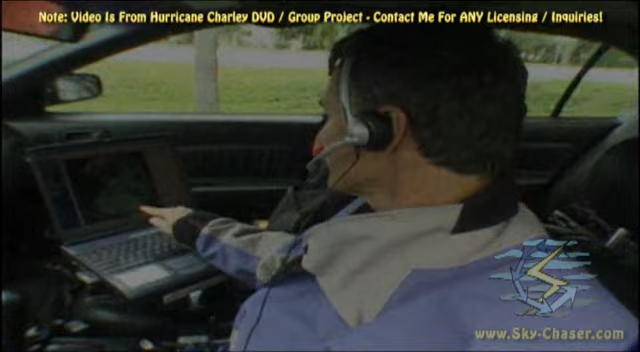 Note: Video Is From Hurricane Charley DVD / Group Project - Contact Me For ANY Licensing / Inquiries!
www.Sky-Chaser.com